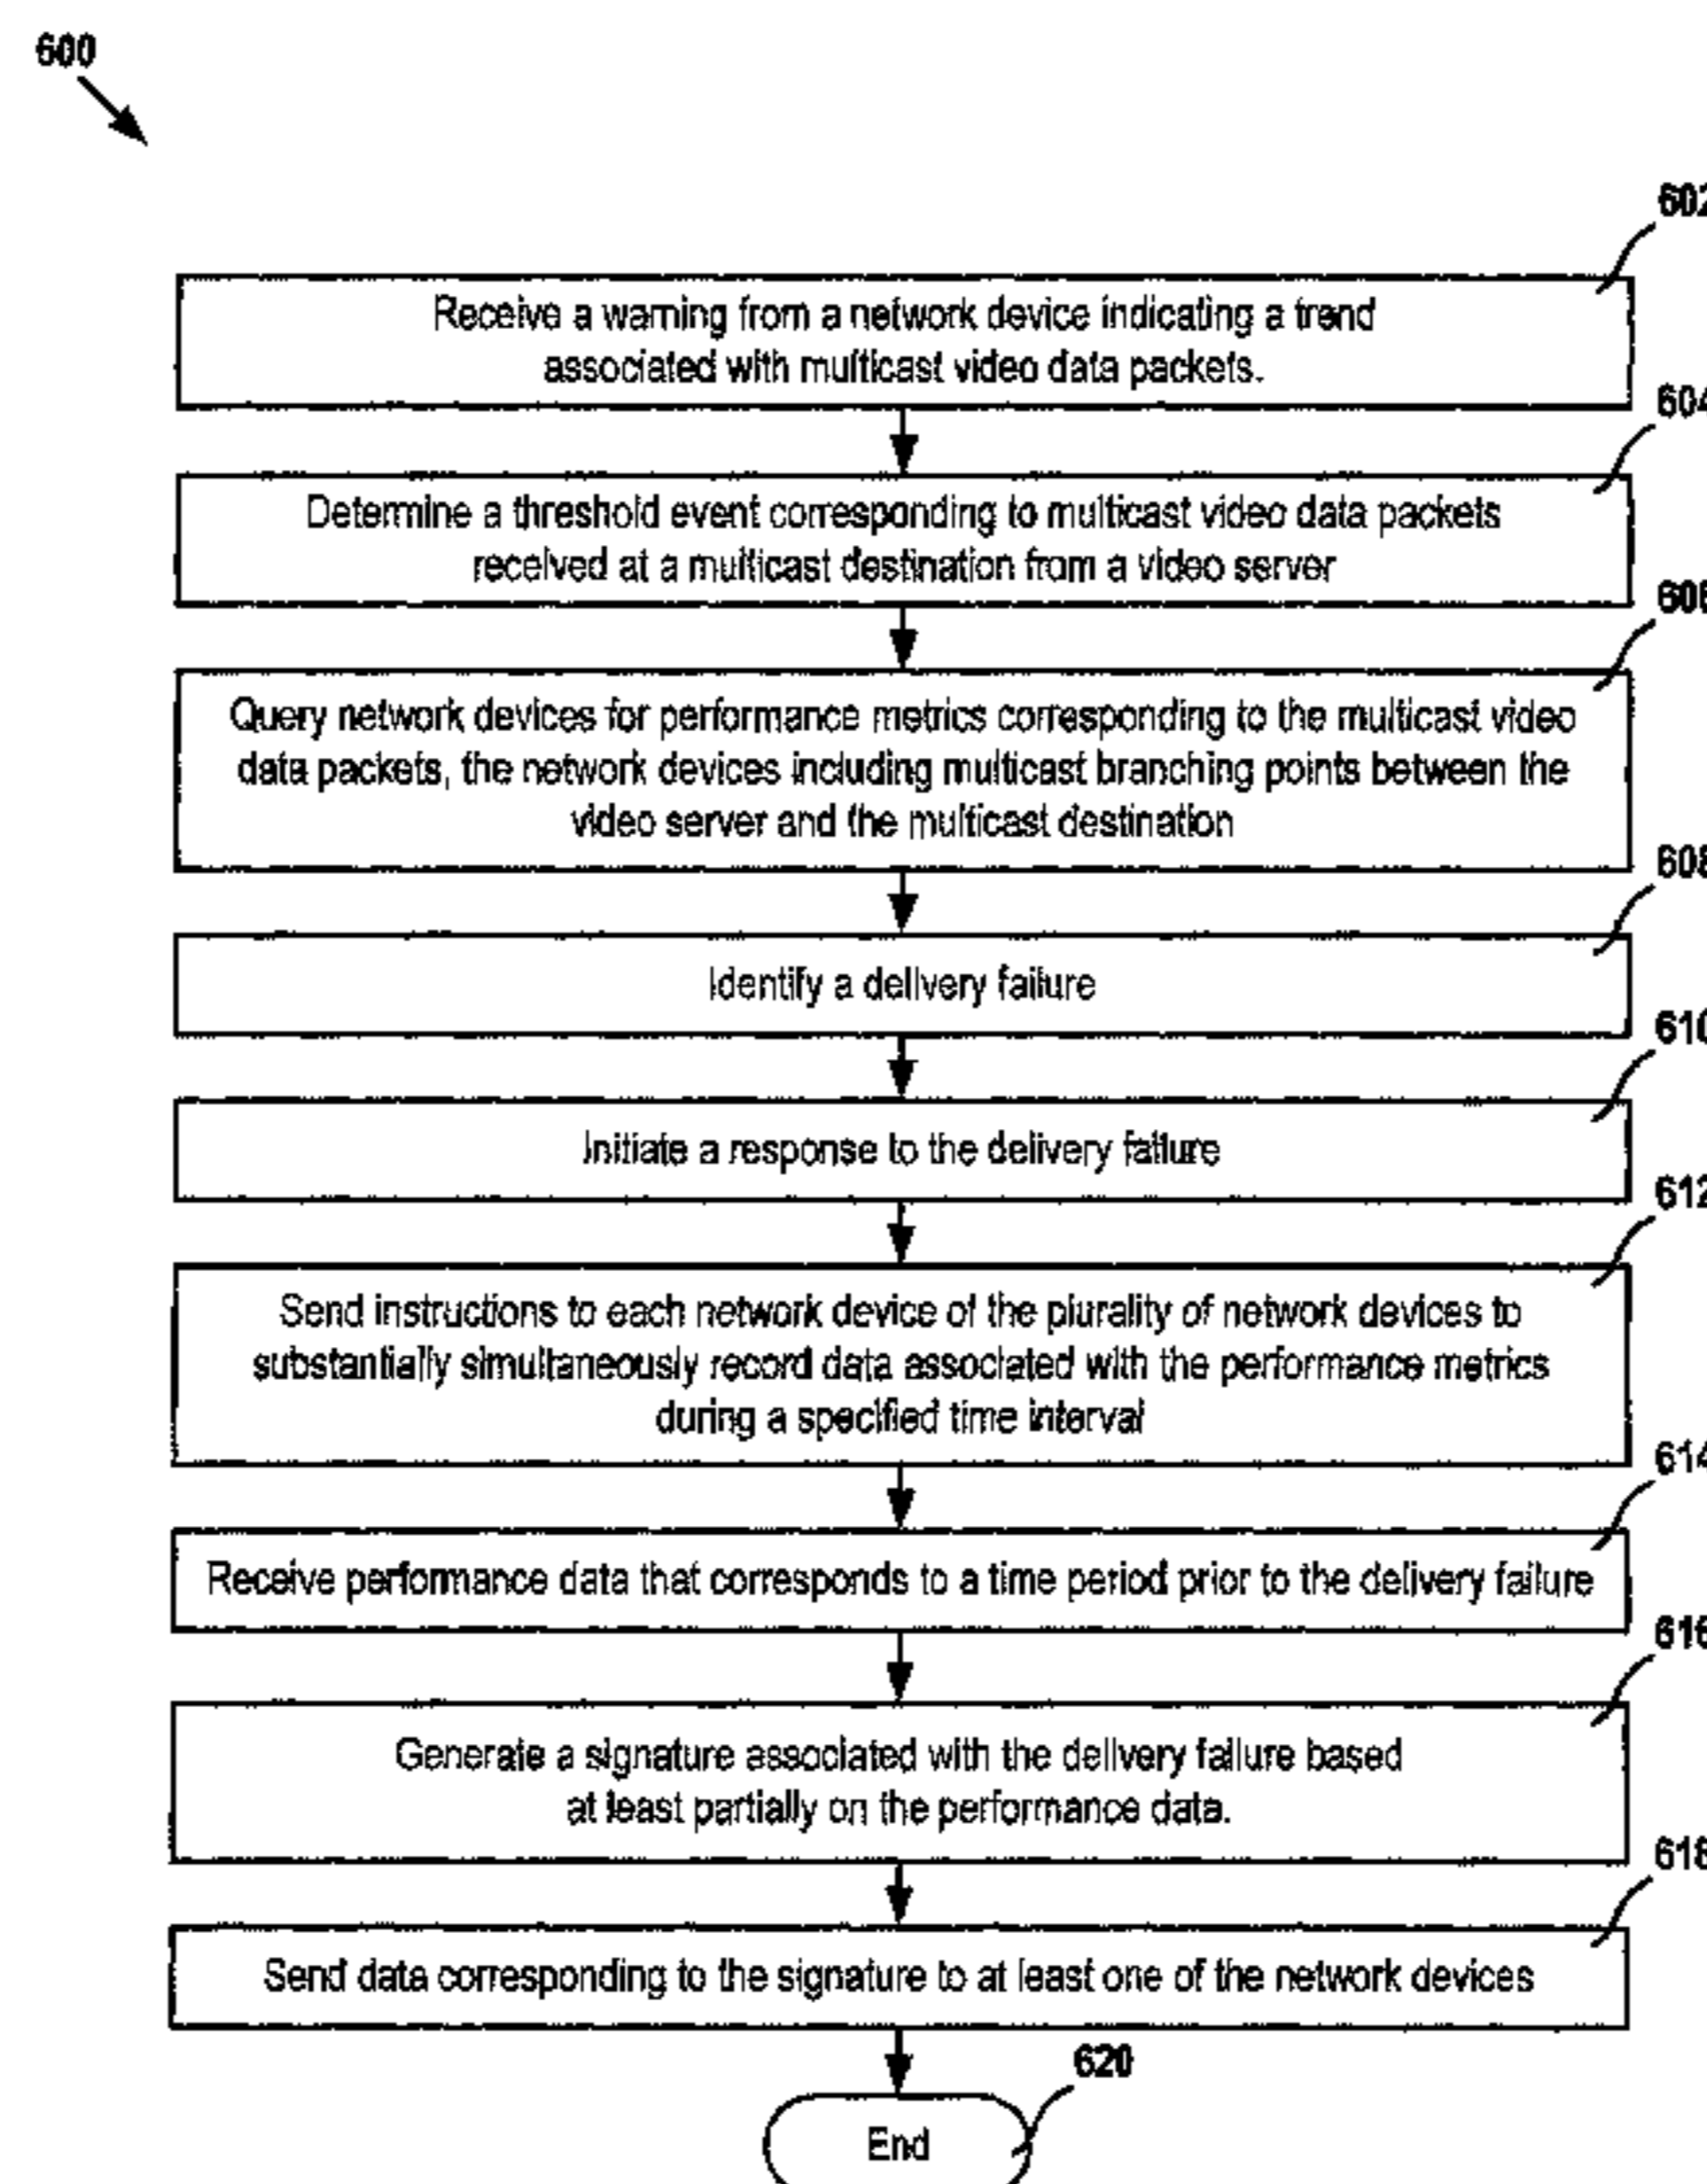 600
602
Receive a warning from a network device indicating a trend
associated with multicast video data packets.
604
Determine a threshold event corresponding to multicast video data packets
received at a multicast destination from a video server
606
Query network devices for performance metrics corresponding to the multicast video
data packets, the network devices including multicast branching points between the
video server and the multicast destination
608
Identify a delivery failure
610
Initiate a response to the delivery failure
612
Send instructions to each network device of the plurality of network devices to
substantially simultaneously record data associated with the performance metrics
during a specified time interval
614
Receive performance data that corresponds to a time period prior to the delivery failure
616
Generate a signature associated with the delivery failure based
at least partially on the performance data.
618
Send data corresponding to the signature to at least one of the network devices
620
End